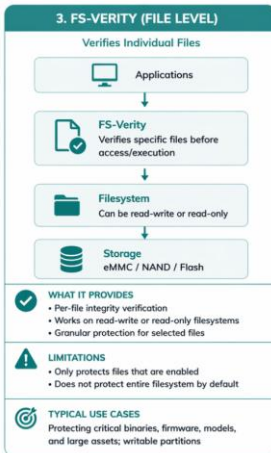 3. FS-VERITY (FILE LEVEL)
Verifies Individual Files
Applications
FS-Verity
Verifies specific files before
access/execution
Filesystem
Can be read-write or read-only
Storage
eMMC / NAND / Flash
WHAT IT PROVIDES
• Per-file integrity verification
• Works on read-write or read-only filesystems
• Granular protection for selected files
LIMITATIONS
• Only protects files that are enabled
• Does not protect entire filesystem by default
TYPICAL USE CASES
Protecting critical binaries, firmware, models,
and large assets; writable partitions